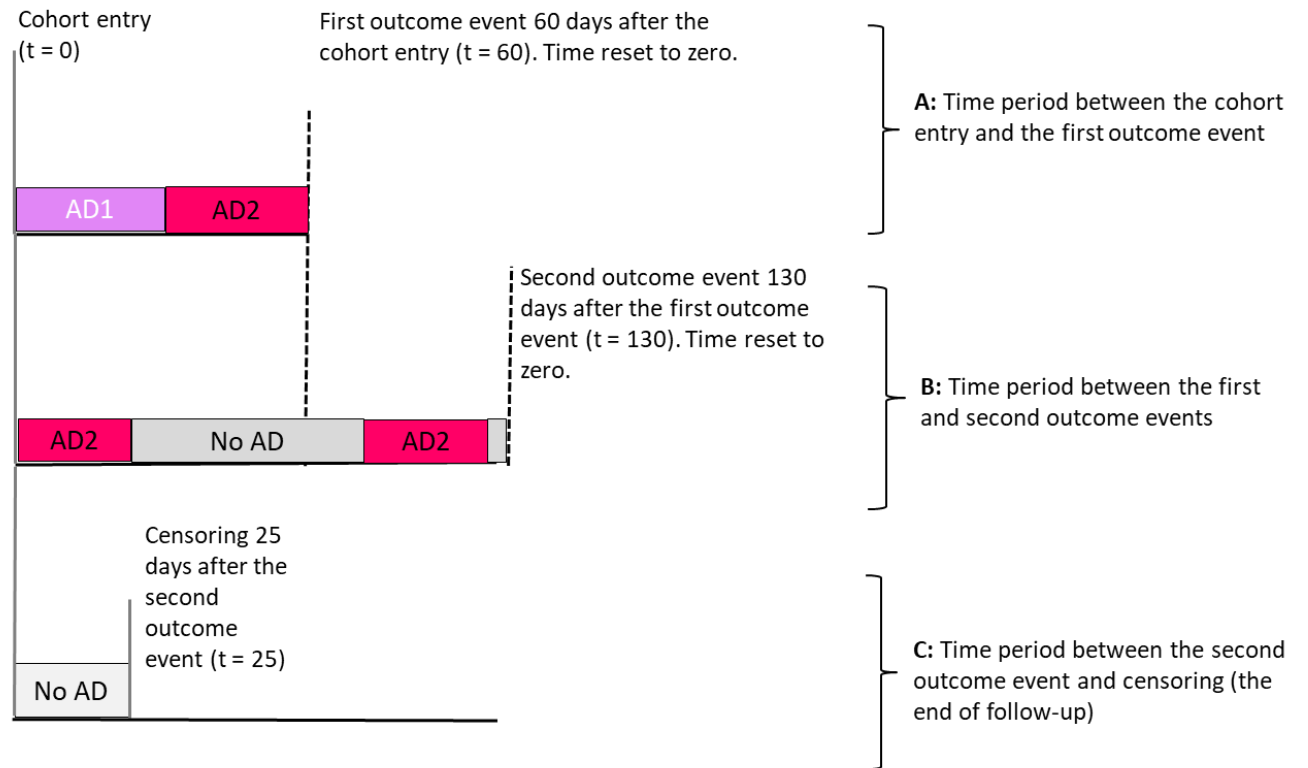 Cohort entry
(t = 0)
First outcome event 60 days after the
cohort entry (t = 60). Time reset to zero.
A: Time period between the cohort
entry and the first outcome event
AD1
AD2
Second outcome event 130
days after the first outcome
event (t = 130). Time reset to
zero.
B: Time period between the first
and second outcome events
AD2
No AD
AD2
Censoring 25
days after the
second
outcome
event (t = 25)
No AD
C: Time period between the second
outcome event and censoring (the
end of follow-up)